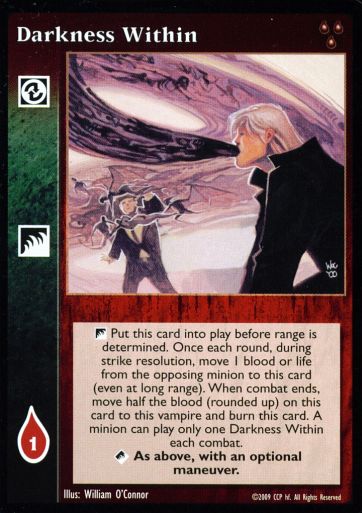 Darkness Within
WOC
'00
Put this card into play before range is
determined. Once each round, during
strike resolution, move 1 blood or life
from the opposing minion to this card
(even at long range). When combat ends,
move half the blood (rounded up) on this
card to this vampire and burn this card. A
minion can play only one Darkness Within
each combat.
As above, with an optional
maneuver.
1
Illus: William O'Connor
©2009 CCP hf. All Rights Reserved